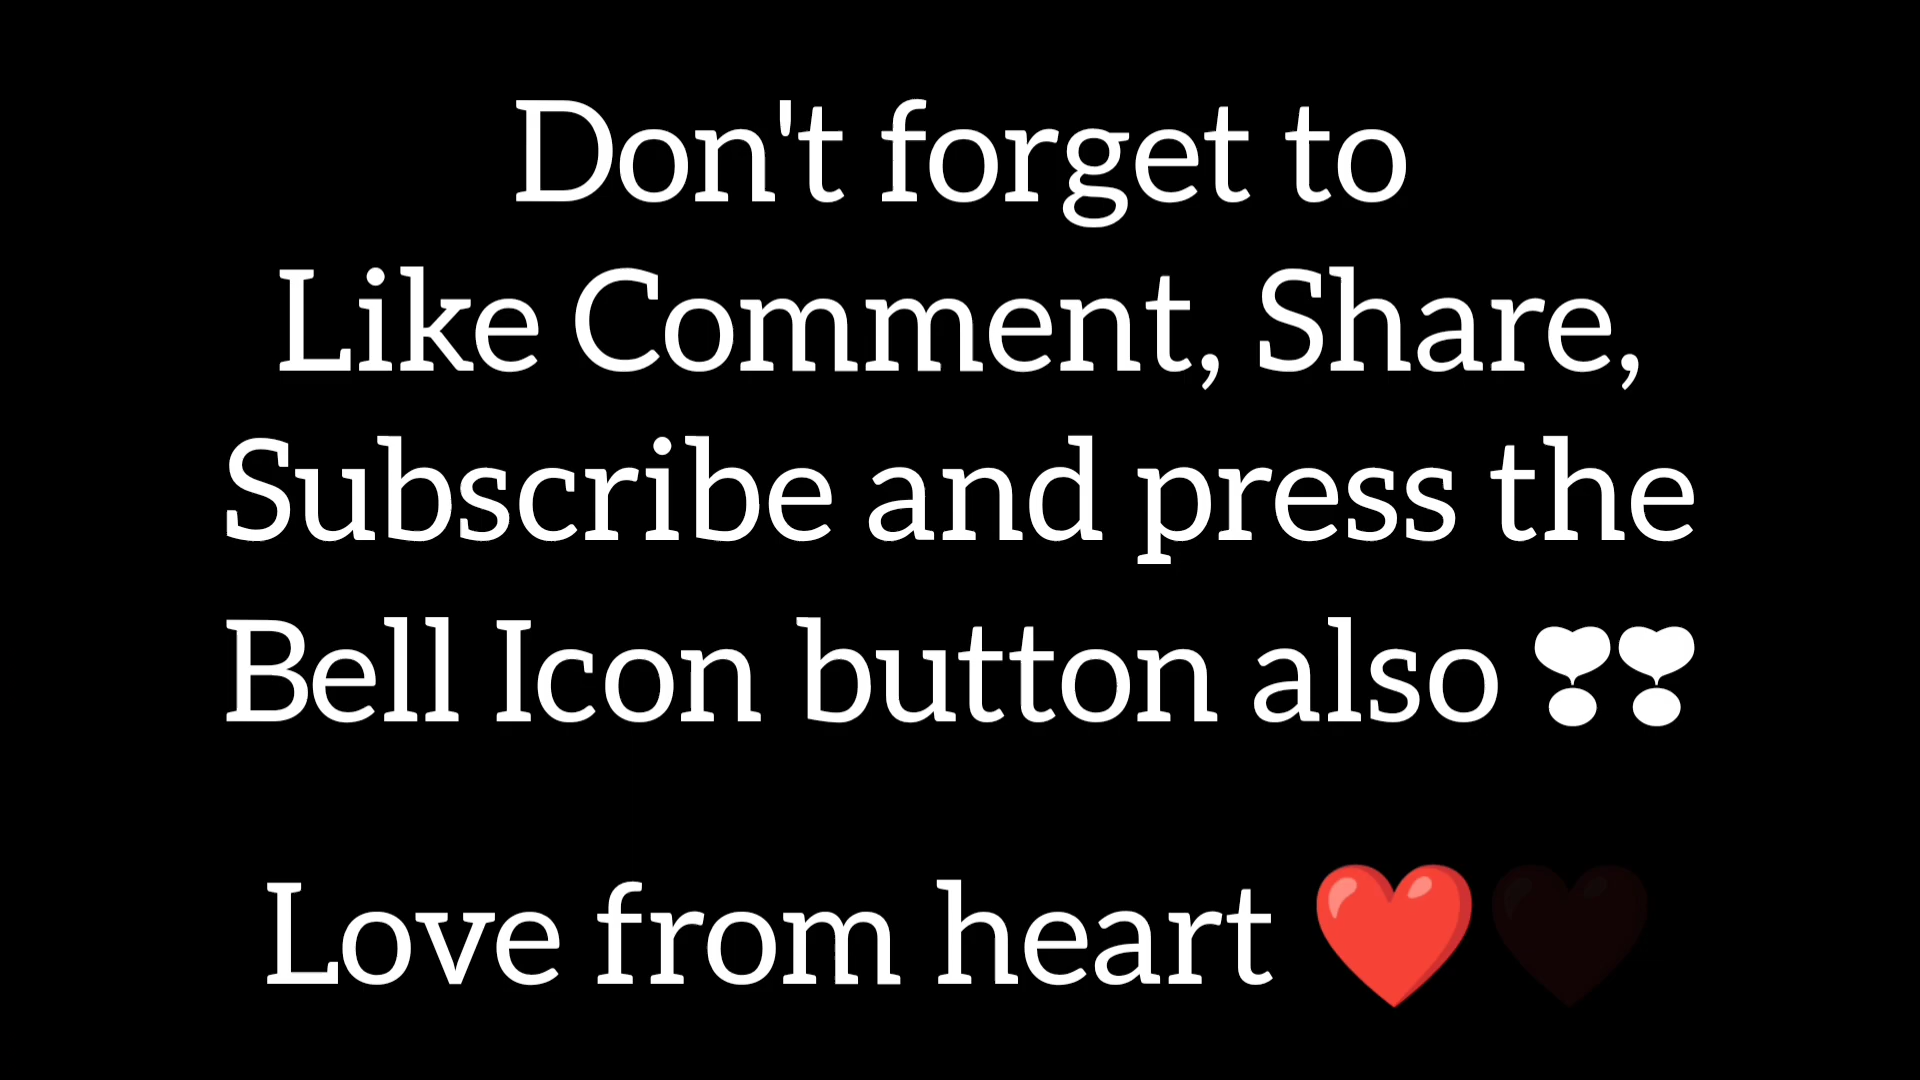 Don't forget to
Like Comment, Share,
Subscribe and press the
Bell Icon button also ❣❣
Love from heart ❤️🖤